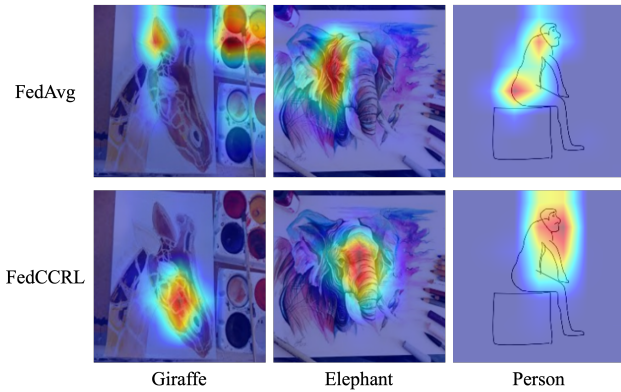 FedAvg
FedCCRL
Giraffe
Elephant
Person